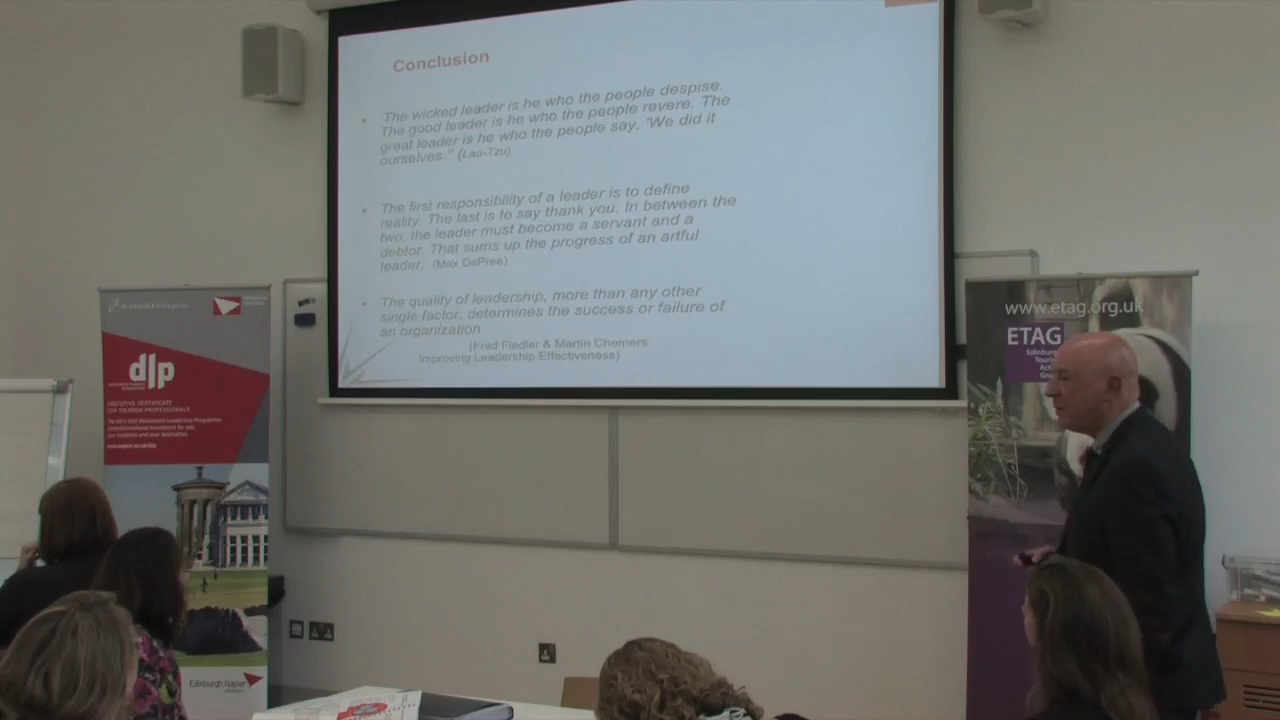 Conclusion
'The wicked leader is he who the people despise.
The good leader is he who the people revere. The
great leader is he who the people say, 'We did it
ourselves." (Lao-Tzu)
The first responsibility of a leader is to define
reality. The last is to say thank you. In between the
two, the leader must become a servant and a
debtor. That sums up the progress of an artful
leader. (Max DePree)
The quality of leadership, more than any other
single factor, determines the success or failure of
an organization
(Fred Fiedler & Martin Chemers
Improving Leadership Effectiveness)
Scottish Enterprise
dlp
EXECUTIVE CERTIFICATE
FOR TOURISM PROFESSIONALS
Edinburgh Napier
www.etag.org.uk
ETAG
Edinburgh